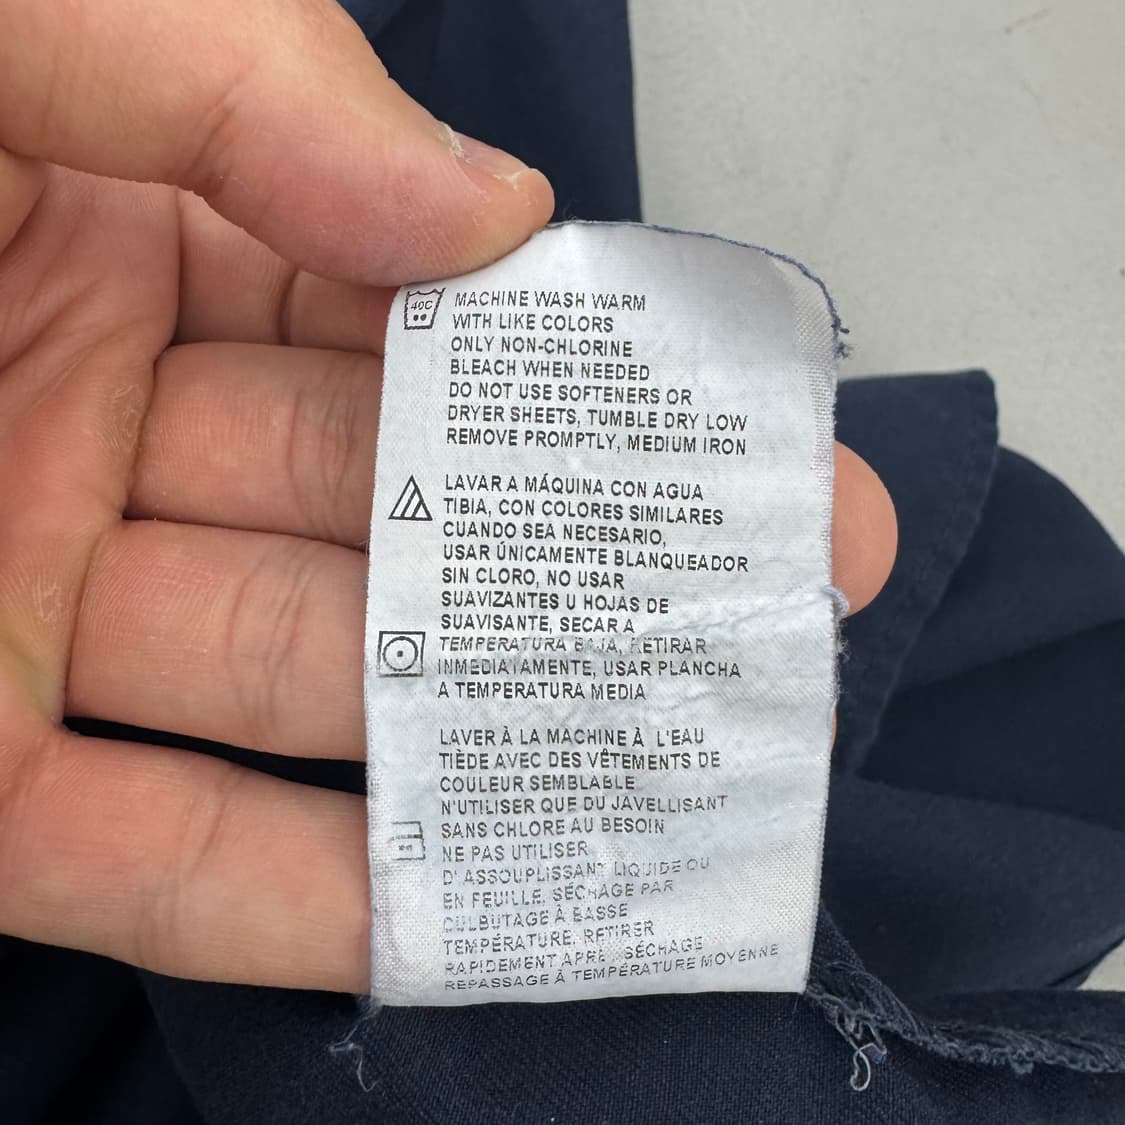 40C
MACHINE WASH WARM
WITH LIKE COLORS
ONLY NON-CHLORINE
BLEACH WHEN NEEDED
DO NOT USE SOFTENERS OR
DRYER SHEETS, TUMBLE DRY LOW
REMOVE PROMPTLY, MEDIUM IRON
LAVAR A MÁQUINA CON AGUA
TIBIA, CON COLORES SIMILARES
CUANDO SEA NECESARIO,
USAR ÚNICAMENTE BLANQUEADOR
SIN CLORO, NO USAR
SUAVIZANTES U HOJAS DE
SUAVISANTE, SECAR A
TEMPERATURA BAJA, RETIRAR
INMEDIATAMENTE, USAR PLANCHA
A TEMPERATURA MEDIA
LAVER À LA MACHINE À L'EAU
TIÈDE AVEC DES VÊTEMENTS DE
COULEUR SEMBLABLE
N'UTILISER QUE DU JAVELLISANT
SANS CHLORE AU BESOIN
NE PAS UTILISER
D'ASSOUPLISSANT LIQUIDE OU
EN FEUILLE, SÉCHAGE PAR
CULBUTAGE À BASSE
TEMPÉRATURE, RETIRER
RAPIDEMENT APRÈS SÉCHAGE
REPASSAGE À TEMPÉRATURE MOYENNE